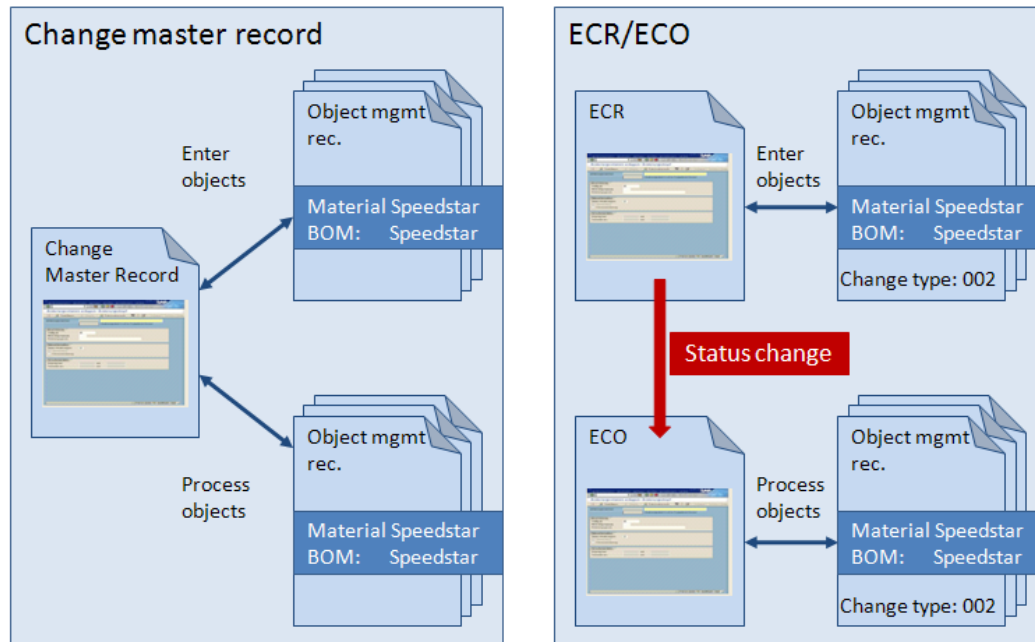 Change master record
Object mgmt
rec.
Enter
objects
Material Speedstar
BOM: Speedstar
Change
Master Record
Object mgmt
rec.
Process
objects
Material Speedstar
BOM: Speedstar
ECR/ECO
ECR
Object mgmt
rec.
Enter
objects
Material Speedstar
BOM: Speedstar
Change type: 002
Status change
ECO
Object mgmt
rec.
Process
objects
Material Speedstar
BOM: Speedstar
Change type: 002